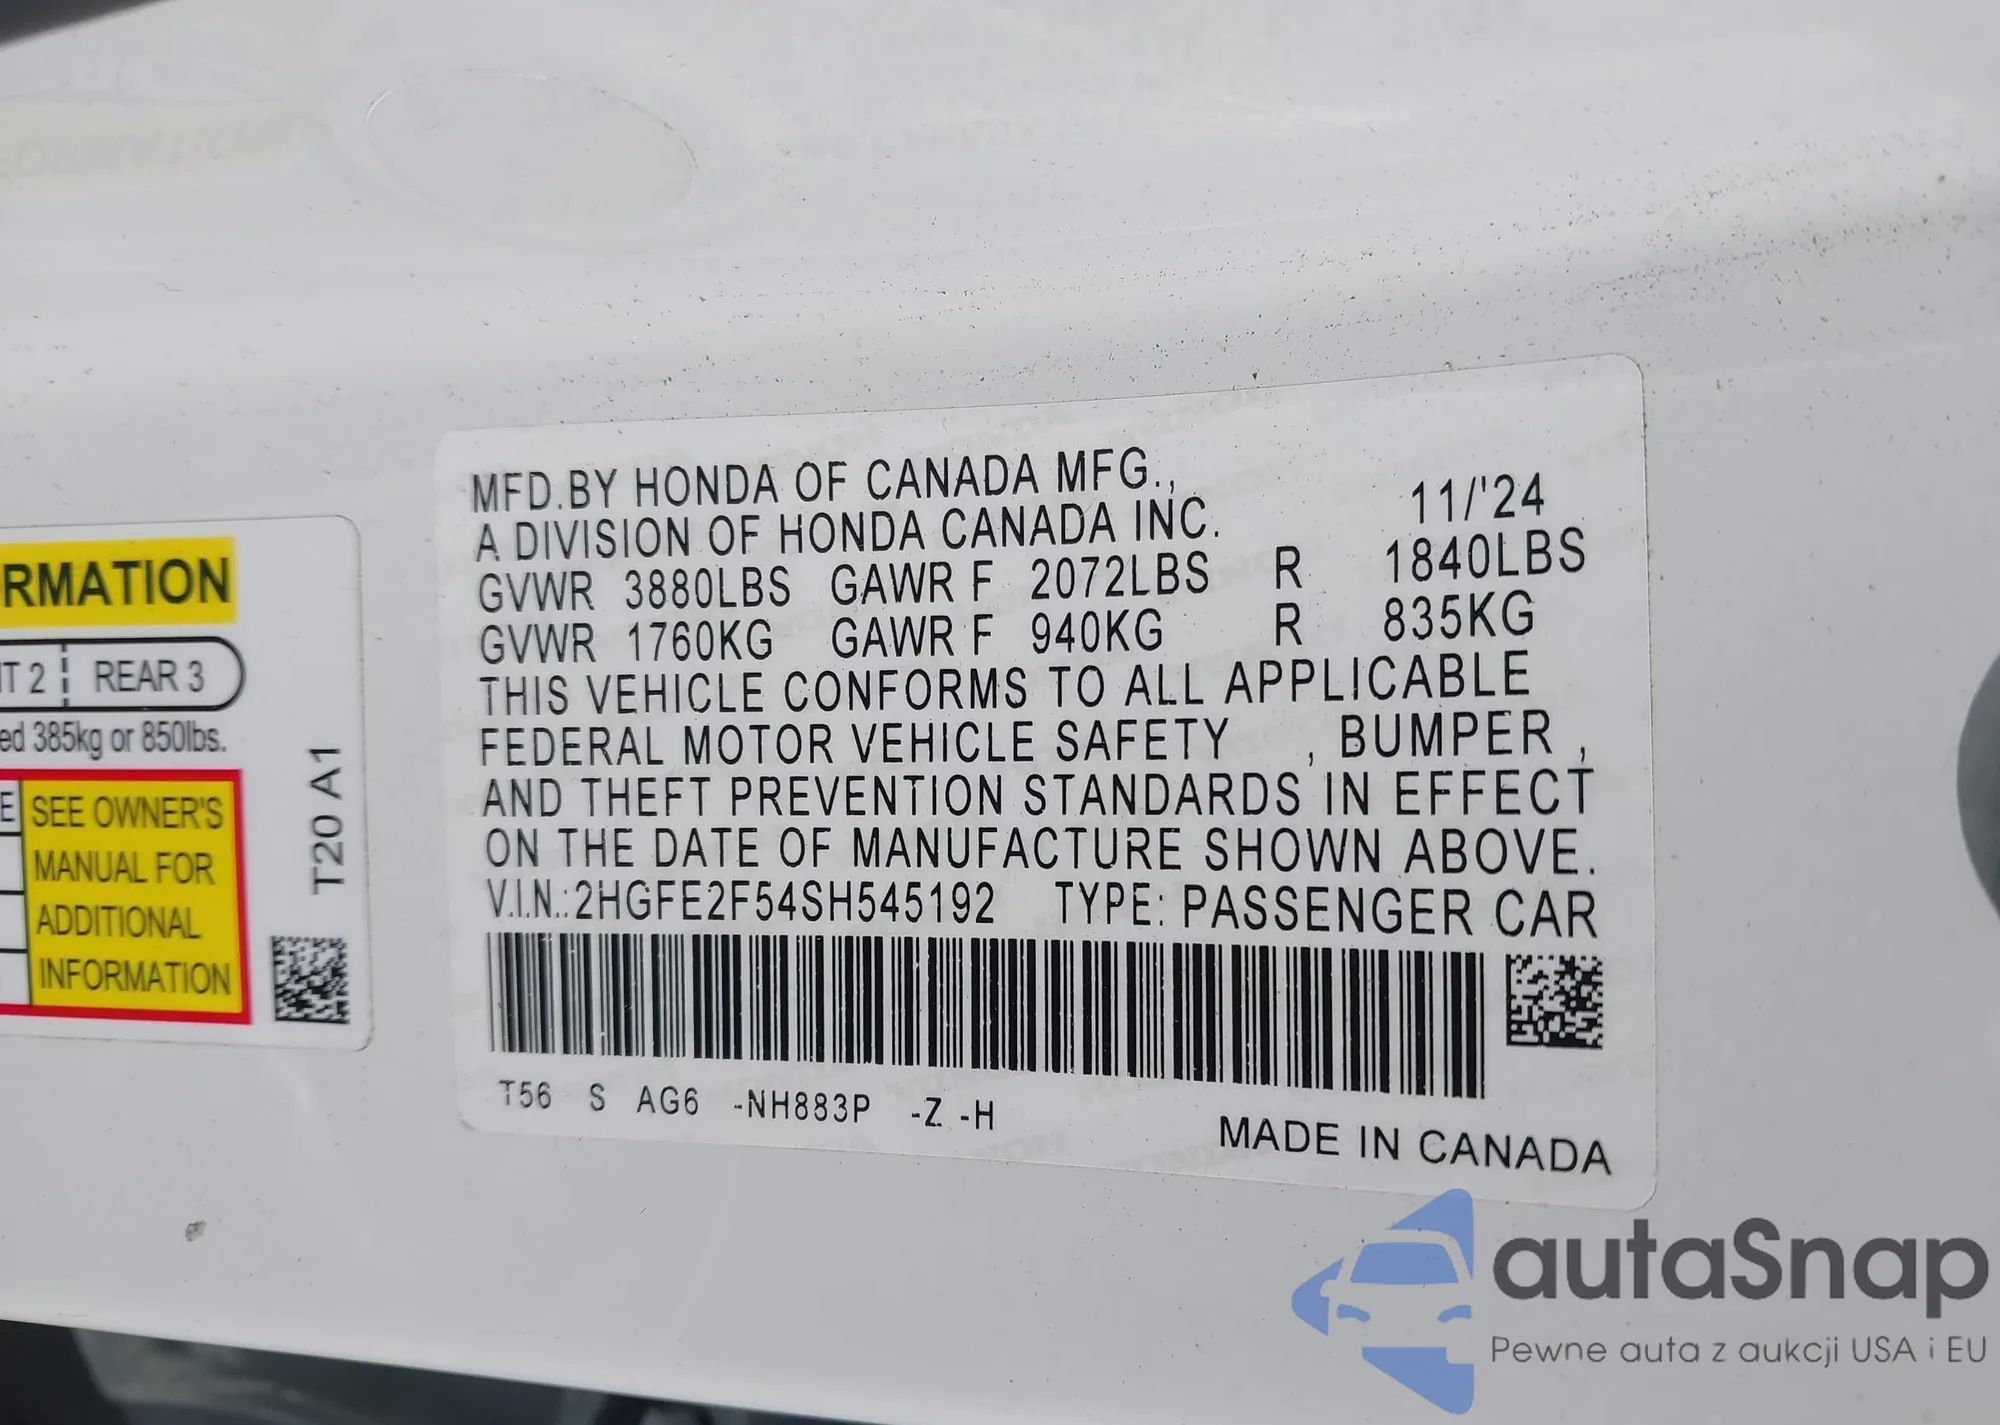 RMATION
T 2 REAR 3
ed 385kg or 850lbs.
E SEE OWNER'S
MANUAL FOR
ADDITIONAL
INFORMATION
T20 A1
MFD.BY HONDA OF CANADA MFG.,
A DIVISION OF HONDA CANADA INC. 11/'24
GVWR 3880LBS GAWR F 2072LBS R 1840LBS
GVWR 1760KG GAWR F 940KG R 835KG
THIS VEHICLE CONFORMS TO ALL APPLICABLE
FEDERAL MOTOR VEHICLE SAFETY , BUMPER ,
AND THEFT PREVENTION STANDARDS IN EFFECT
ON THE DATE OF MANUFACTURE SHOWN ABOVE.
V.I.N.:2HGFE2F54SH545192 TYPE: PASSENGER CAR
T56 S AG6 -NH883P -Z -H
MADE IN CANADA
autaSnap
Pewne auta z aukcji USA i EU